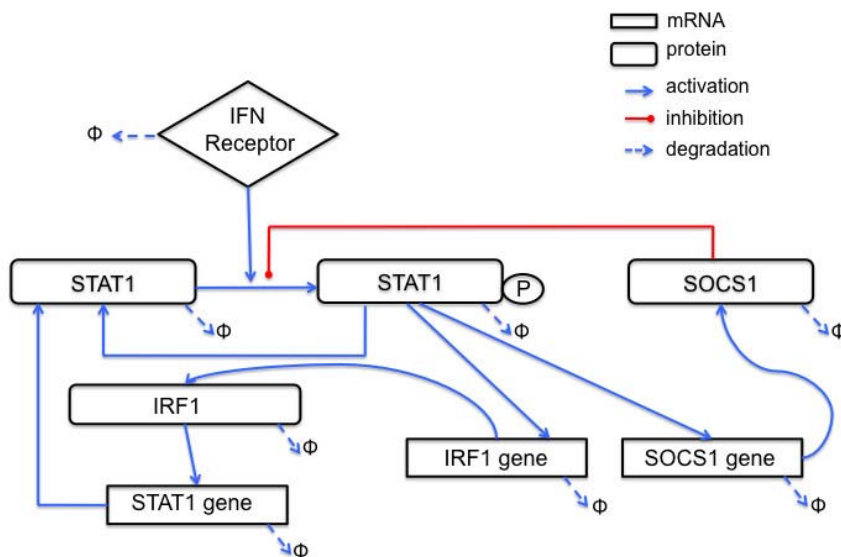 mRNA
protein
activation
inhibition
degradation
IFN
Receptor
Φ
STAT1
STAT1
P
SOCS1
Φ
Φ
Φ
IRF1
Φ
IRF1 gene
SOCS1 gene
STAT1 gene
Φ
Φ
Φ